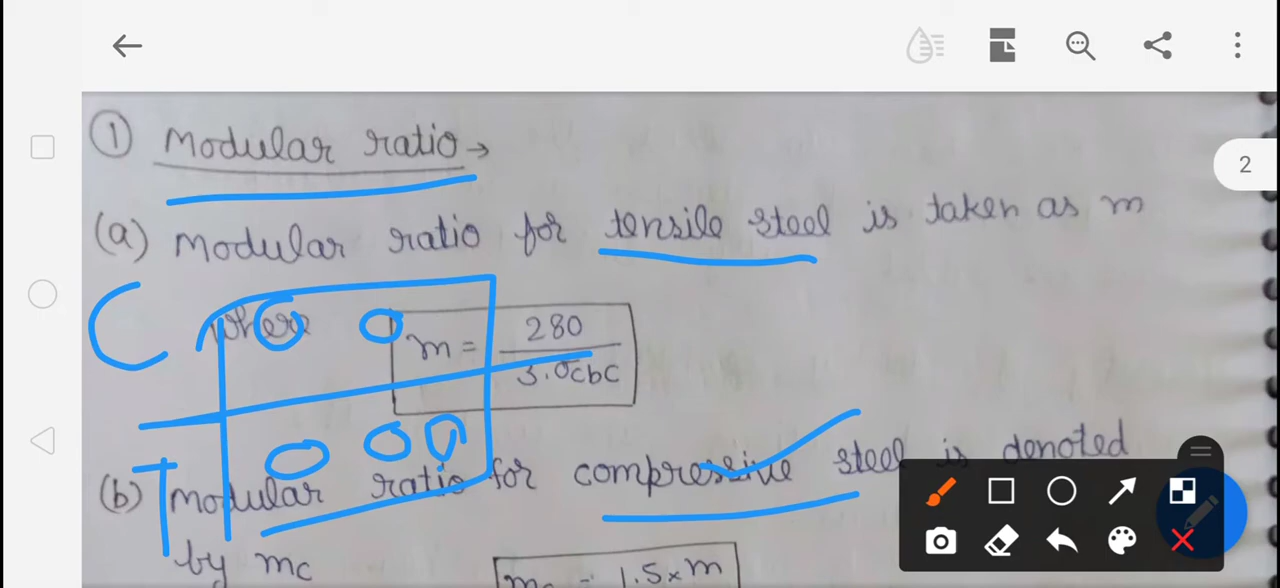 2
① Modular ratio →
(a) Modular ratio for tensile steel is taken as m
C where m = 280 / 3.σcbc
(b) Modular ratio for compressive steel is denoted
T
by mc
mc = 1.5 x m